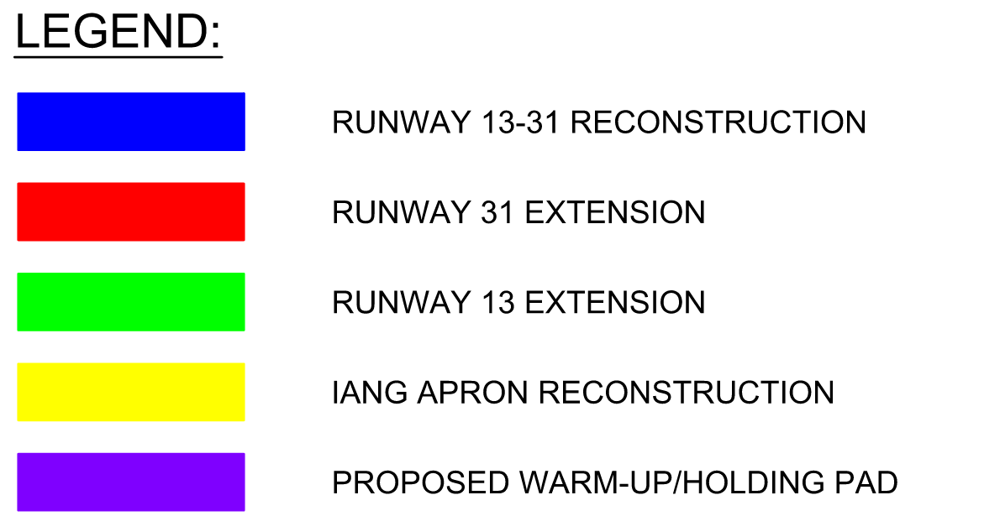 LEGEND:
RUNWAY 13-31 RECONSTRUCTION
RUNWAY 31 EXTENSION
RUNWAY 13 EXTENSION
IANG APRON RECONSTRUCTION
PROPOSED WARM-UP/HOLDING PAD